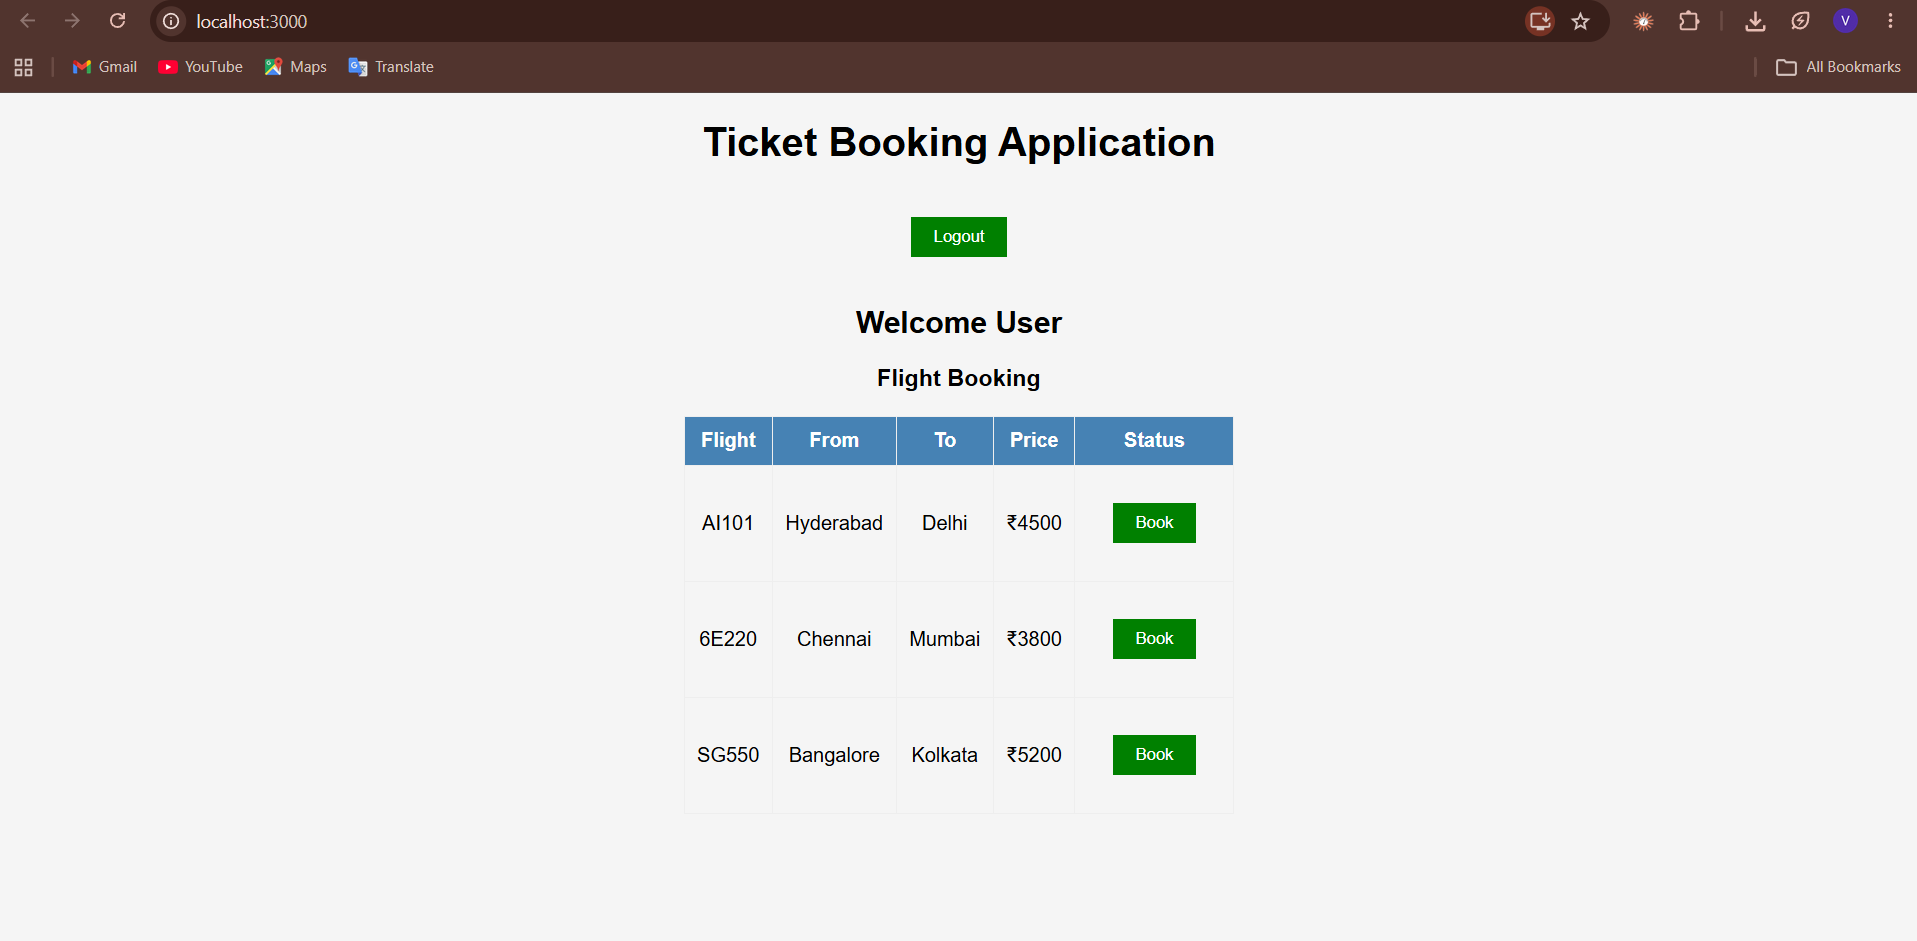 localhost:3000
V
Gmail YouTube Maps Translate All Bookmarks
Ticket Booking Application
Logout
Welcome User
Flight Booking
Flight From To Price Status
AI101 Hyderabad Delhi ₹4500 Book
6E220 Chennai Mumbai ₹3800 Book
SG550 Bangalore Kolkata ₹5200 Book